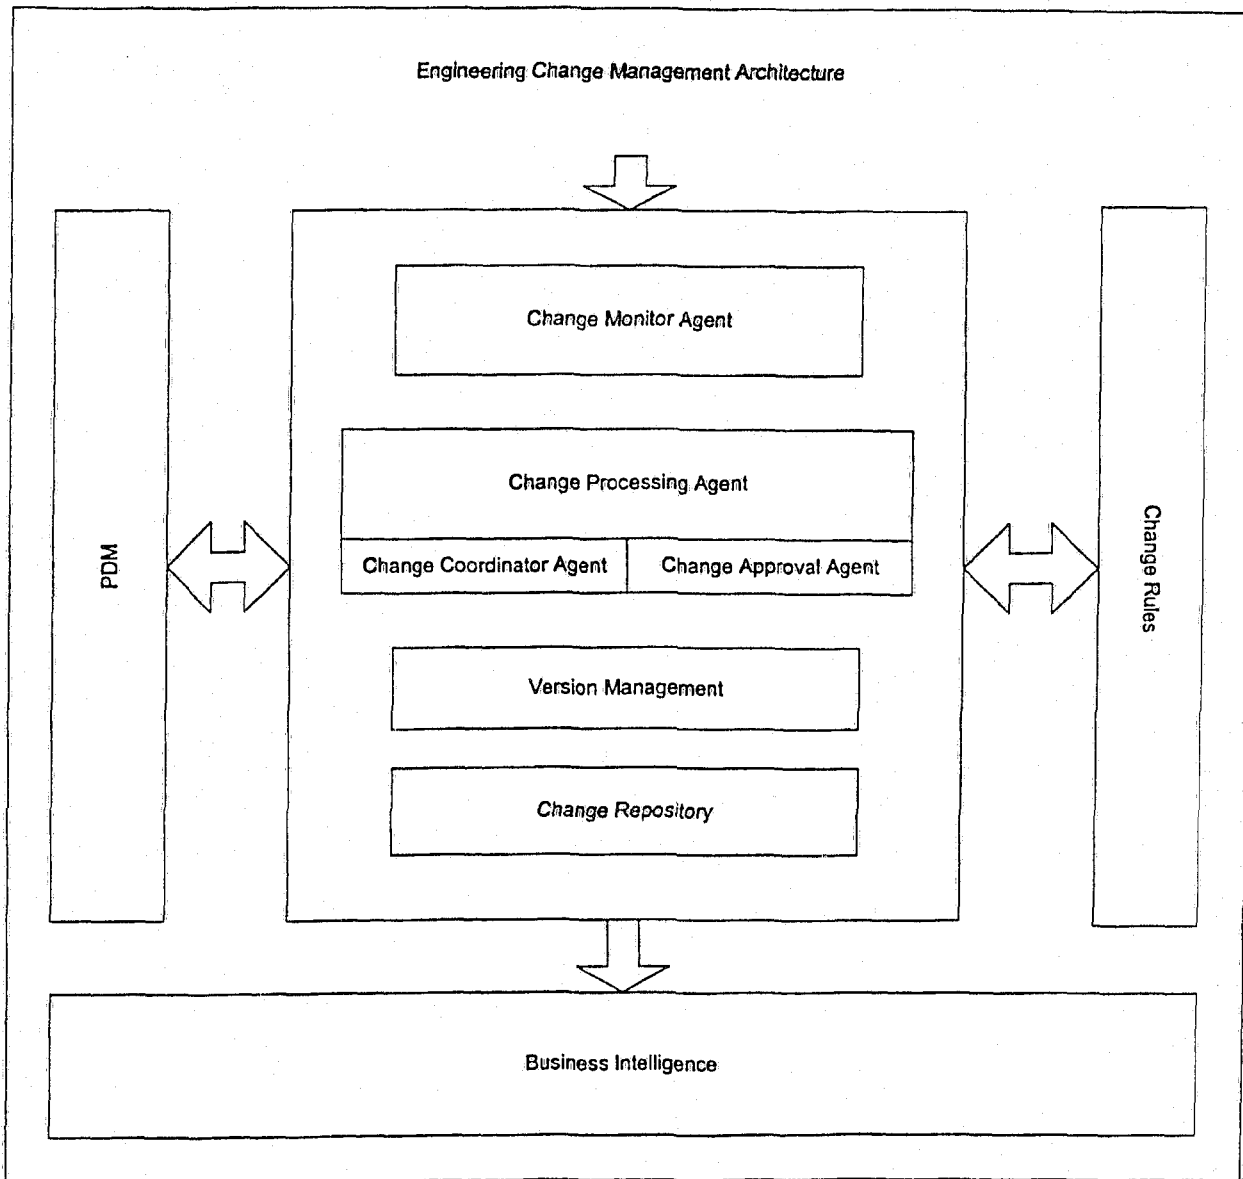 Engineering Change Management Architecture
Change Monitor Agent
Change Processing Agent
Change Coordinator Agent
Change Approval Agent
PDM
Change Rules
Version Management
Change Repository
Business Intelligence